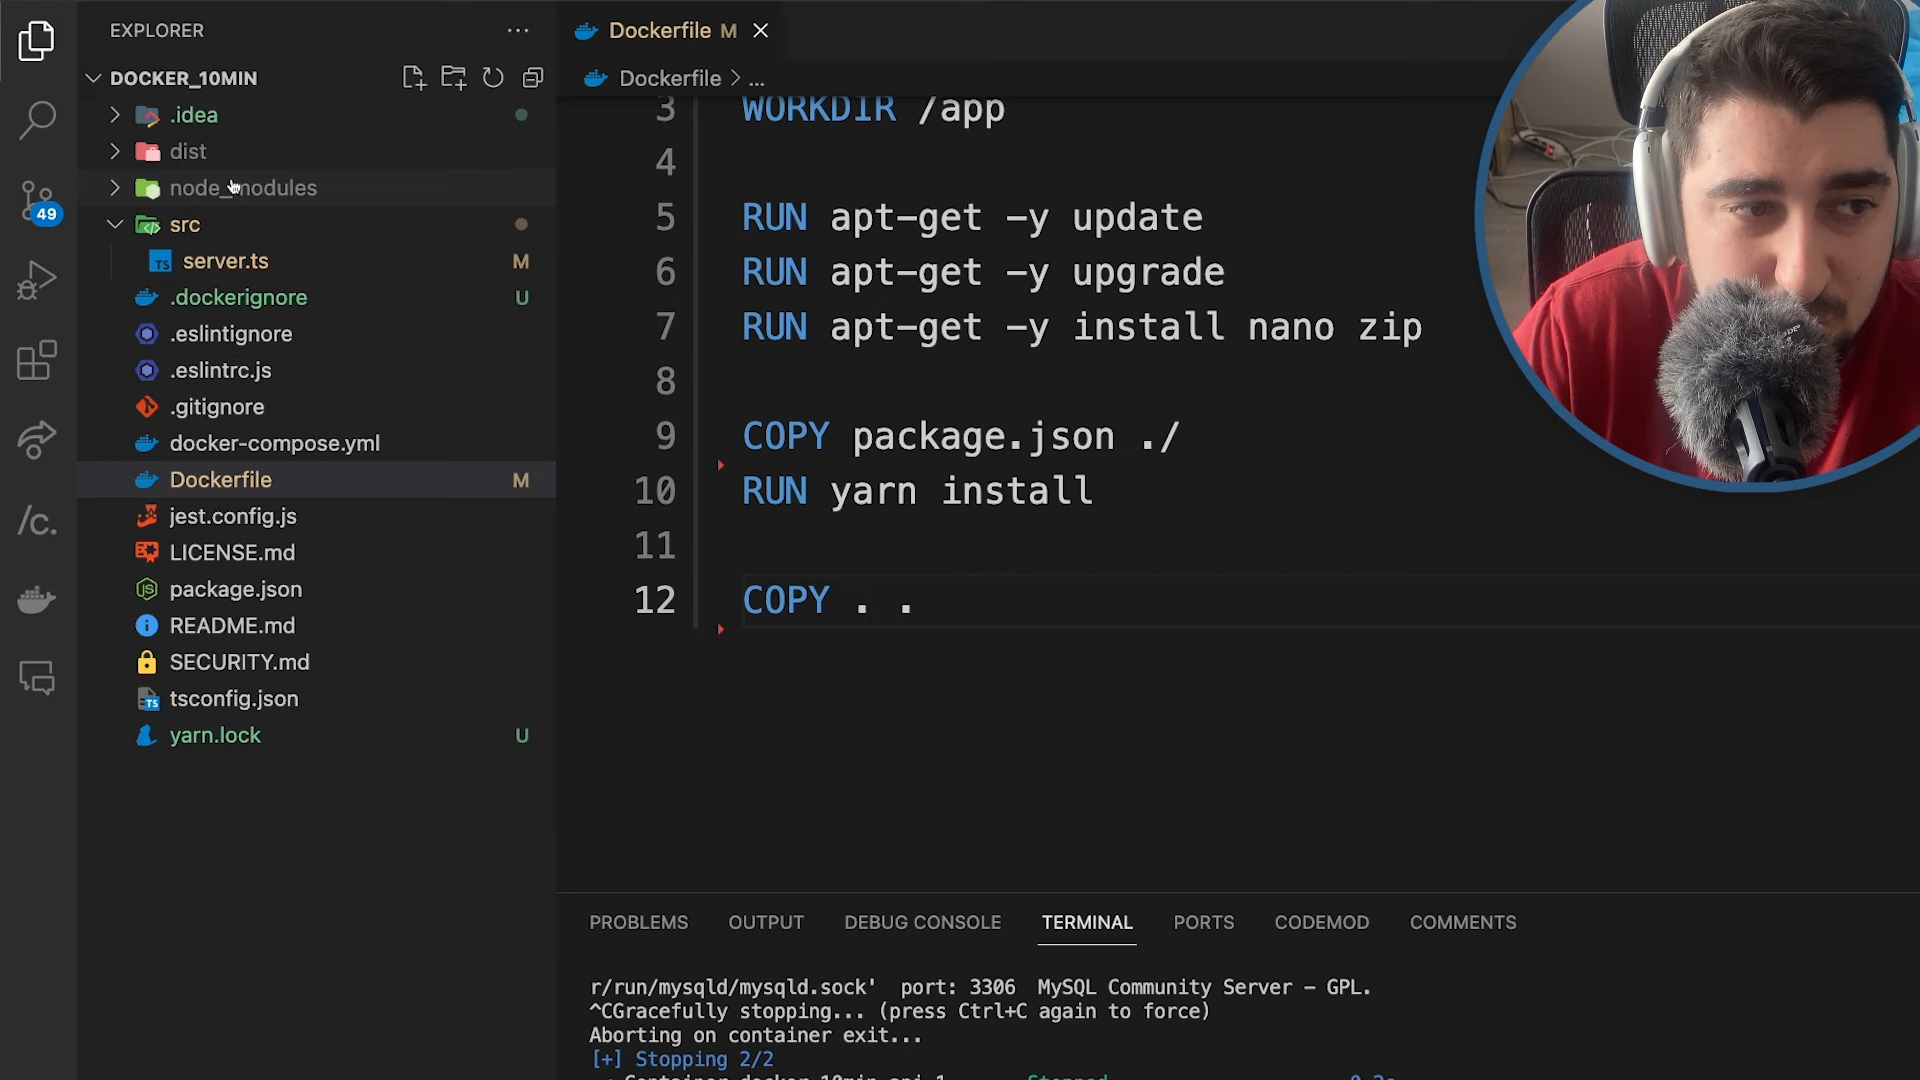 EXPLORER
DOCKER_10MIN
.idea
dist
node_modules
src
server.ts M
.dockerignore U
.eslintignore
.eslintrc.js
.gitignore
docker-compose.yml
Dockerfile M
jest.config.js
LICENSE.md
package.json
README.md
SECURITY.md
tsconfig.json
yarn.lock U
49
/c.
Dockerfile M
Dockerfile > ...
3 WORKDIR /app
4
5 RUN apt-get -y update
6 RUN apt-get -y upgrade
7 RUN apt-get -y install nano zip
8
9 COPY package.json ./
10 RUN yarn install
11
12 COPY . .
PROBLEMS OUTPUT DEBUG CONSOLE TERMINAL PORTS CODEMOD COMMENTS
r/run/mysqld/mysqld.sock'  port: 3306  MySQL Community Server - GPL.
^CGracefully stopping... (press Ctrl+C again to force)
Aborting on container exit...
[+] Stopping 2/2